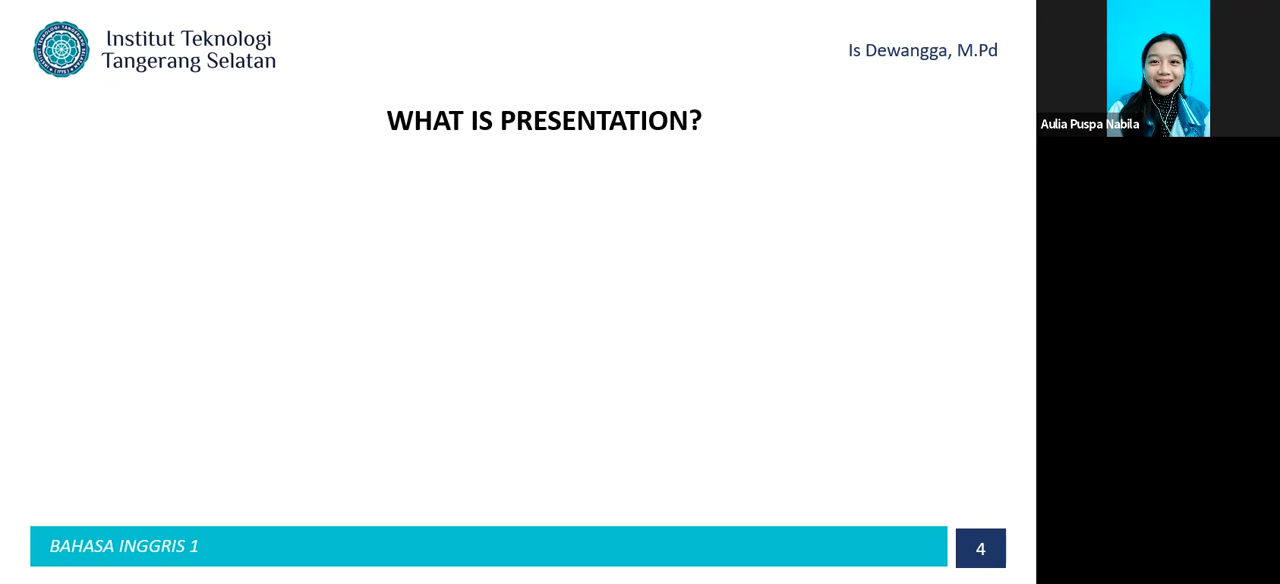 Institut Teknologi
Tangerang Selatan
Is Dewangga, M.Pd
WHAT IS PRESENTATION?
Aulia Puspa Nabila
BAHASA INGGRIS 1
4